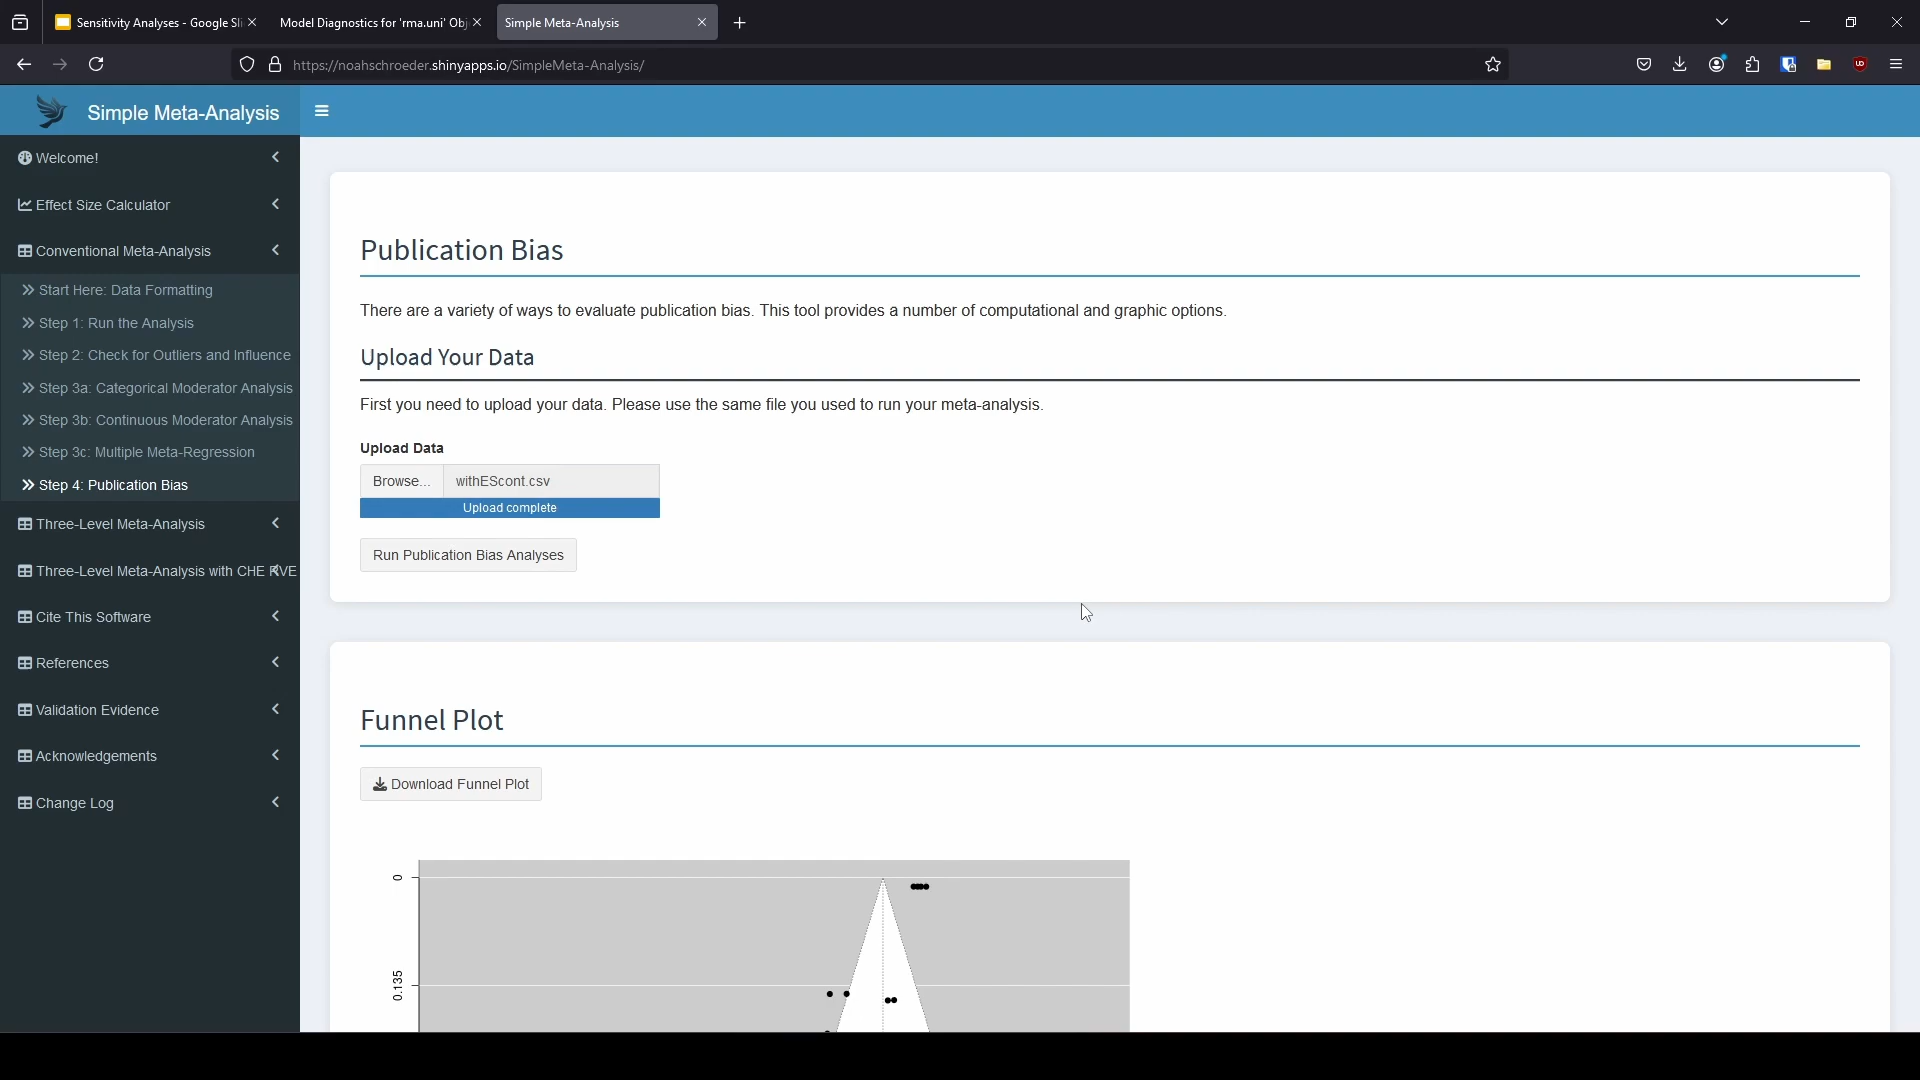 Sensitivity Analyses - Google Sli
Model Diagnostics for 'rma.uni' Obj
Simple Meta-Analysis
https://noahschroeder.shinyapps.io/SimpleMeta-Analysis/
Simple Meta-Analysis
Welcome!
Effect Size Calculator
Conventional Meta-Analysis
Start Here: Data Formatting
Step 1: Run the Analysis
Step 2: Check for Outliers and Influence
Step 3a: Categorical Moderator Analysis
Step 3b: Continuous Moderator Analysis
Step 3c: Multiple Meta-Regression
Step 4: Publication Bias
Three-Level Meta-Analysis
Three-Level Meta-Analysis with CHE RVE
Cite This Software
References
Validation Evidence
Acknowledgements
Change Log
Publication Bias
There are a variety of ways to evaluate publication bias. This tool provides a number of computational and graphic options.
Upload Your Data
First you need to upload your data. Please use the same file you used to run your meta-analysis.
Upload Data
Browse... withEScont.csv
Upload complete
Run Publication Bias Analyses
Funnel Plot
Download Funnel Plot
0
0.135